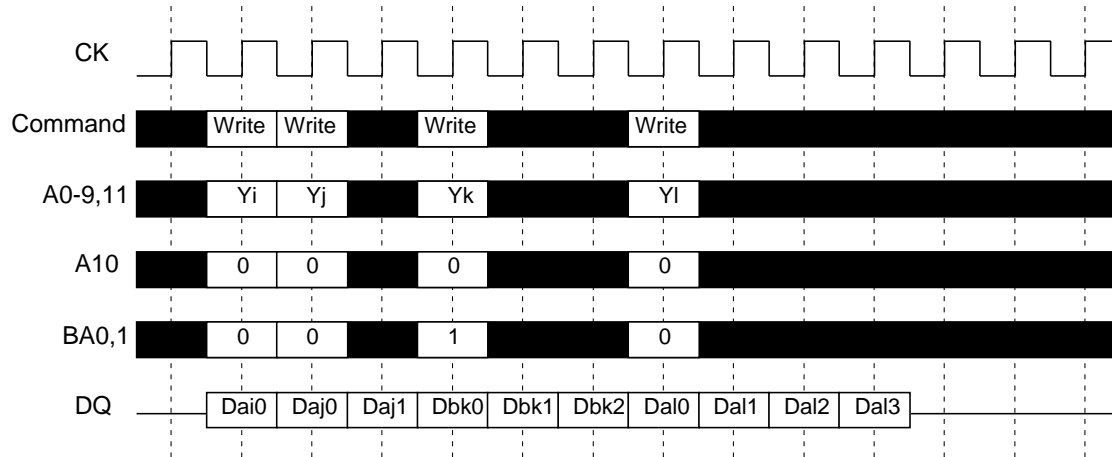 CK
Command Write Write Write Write
A0-9,11 Yi Yj Yk Yl
A10 0 0 0 0
BA0,1 0 0 1 0
DQ Dai0 Daj0 Daj1 Dbk0 Dbk1 Dbk2 Dal0 Dal1 Dal2 Dal3